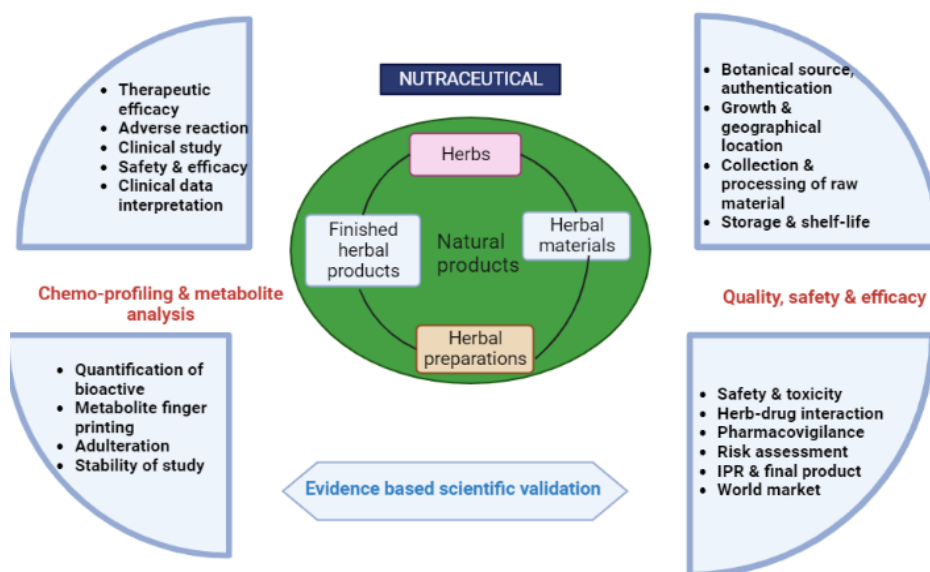 • Therapeutic
efficacy
• Adverse reaction
• Clinical study
• Safety & efficacy
• Clinical data
interpretation
NUTRACEUTICAL
Herbs
Finished
herbal
products
Natural
products
Herbal
materials
Herbal
preparations
• Botanical source,
authentication
• Growth &
geographical
location
• Collection &
processing of raw
material
• Storage & shelf-life
Chemo-profiling & metabolite
analysis
Quality, safety & efficacy
• Quantification of
bioactive
• Metabolite finger
printing
• Adulteration
• Stability of study
Evidence based scientific validation
• Safety & toxicity
• Herb-drug interaction
• Pharmacovigilance
• Risk assessment
• IPR & final product
• World market